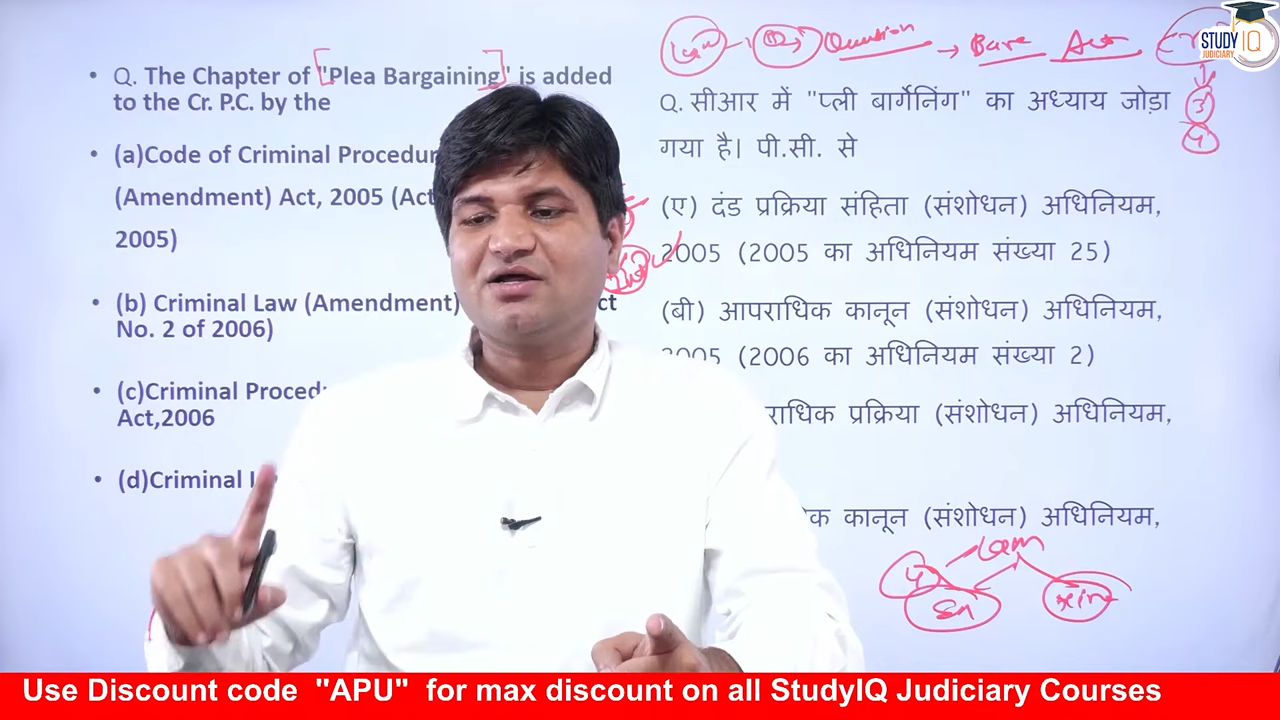 Question → Bare Act
STUDY IQ
JUDICIARY
• Q. The Chapter of "Plea Bargaining" is added
to the Cr. P.C. by the
• (a)Code of Criminal Procedur
(Amendment) Act, 2005 (Act
2005)
• (b) Criminal Law (Amendment) ct
No. 2 of 2006)
• (c)Criminal Proced
Act,2006
• (d)Criminal
Q. सीआर में "प्ली बार्गेनिंग" का अध्याय जोड़ा
गया है। पी.सी. से
(ए) दंड प्रक्रिया संहिता (संशोधन) अधिनियम,
2005 (2005 का अधिनियम संख्या 25)
(बी) आपराधिक कानून (संशोधन) अधिनियम,
2005 (2006 का अधिनियम संख्या 2)
राधिक प्रक्रिया (संशोधन) अधिनियम,
क कानून (संशोधन) अधिनियम,
Use Discount code "APU" for max discount on all StudyIQ Judiciary Courses